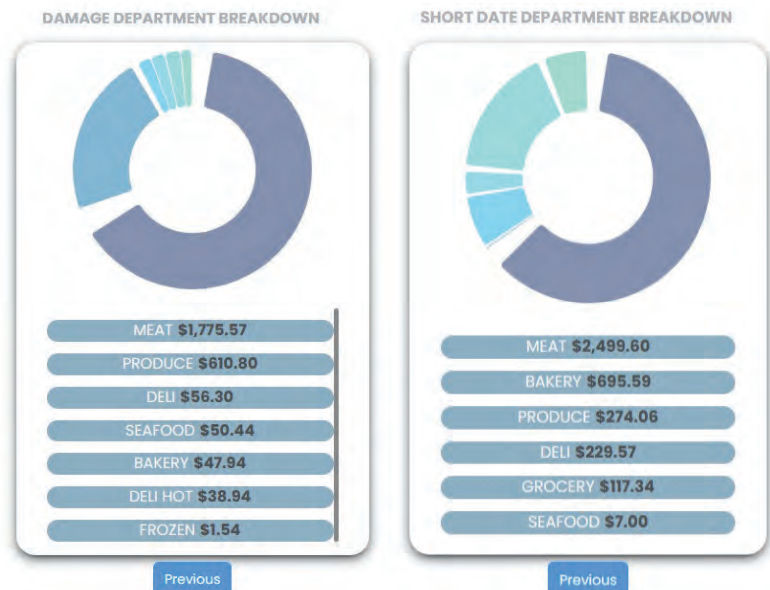 DAMAGE DEPARTMENT BREAKDOWN
MEAT $1,775.57
PRODUCE $610.80
DELI $56.30
SEAFOOD $50.44
BAKERY $47.94
DELI HOT $38.94
FROZEN $1.54
Previous
SHORT DATE DEPARTMENT BREAKDOWN
MEAT $2,499.60
BAKERY $695.59
PRODUCE $274.06
DELI $229.57
GROCERY $117.34
SEAFOOD $7.00
Previous